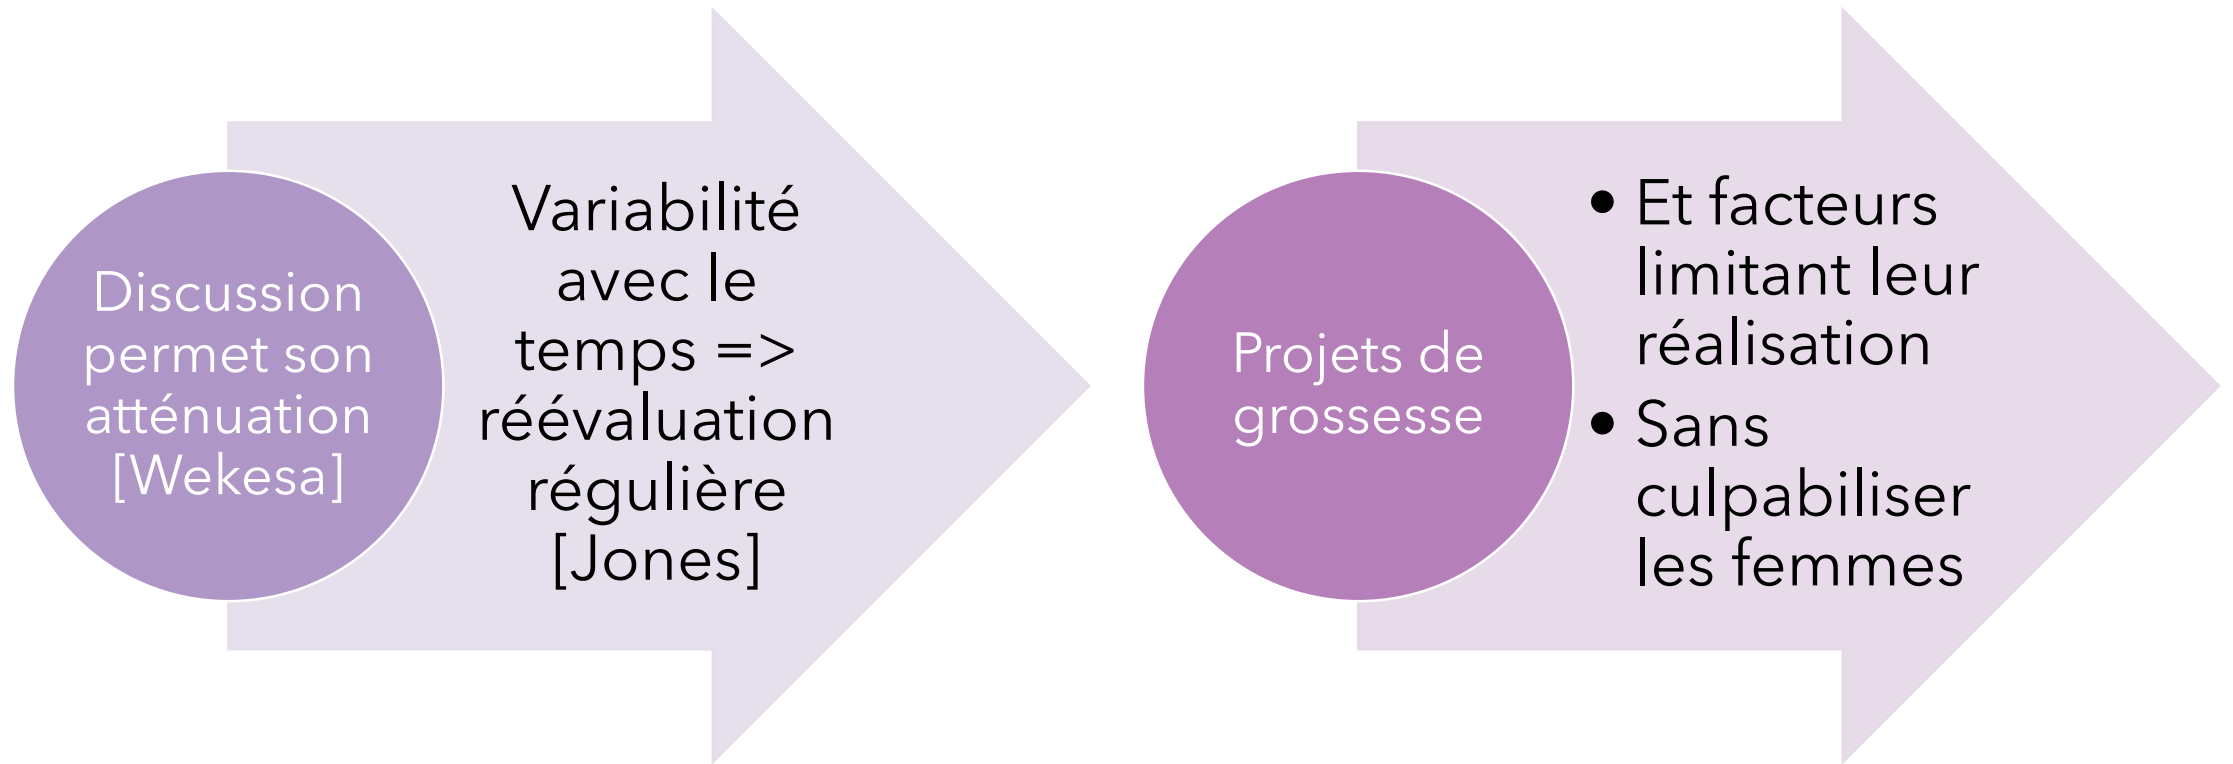 Discussion
permet son
atténuation
[Wekesa]
Variabilité
avec le
temps =>
réévaluation
régulière
[Jones]
Projets de
grossesse
• Et facteurs
limitant leur
réalisation
• Sans
culpabiliser
les femmes